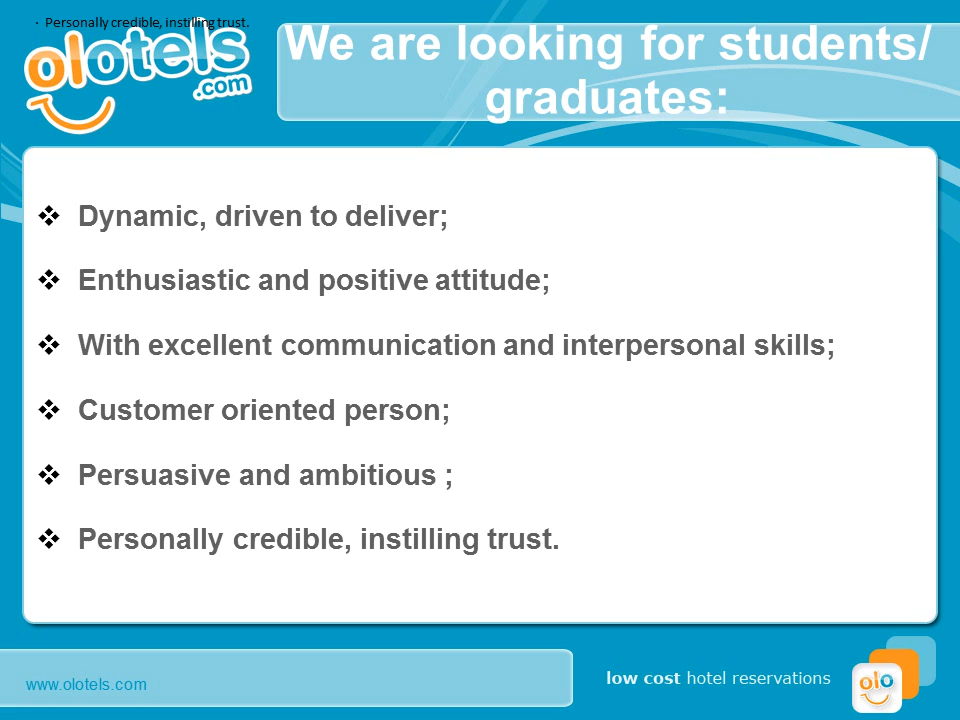 · Personally credible, instilling trust.
olotels
.com
We are looking for students/
graduates:
❖ Dynamic, driven to deliver;
❖ Enthusiastic and positive attitude;
❖ With excellent communication and interpersonal skills;
❖ Customer oriented person;
❖ Persuasive and ambitious ;
❖ Personally credible, instilling trust.
www.olotels.com
low cost hotel reservations
olo